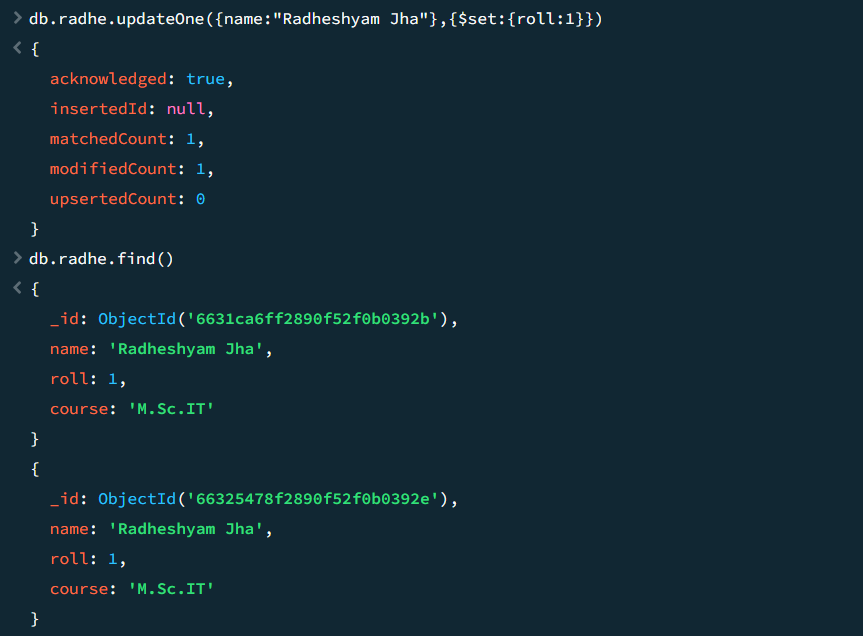 > db.radhe.updateOne({name:"Radheshyam Jha"},{$set:{roll:1}})
< {
acknowledged: true,
insertedId: null,
matchedCount: 1,
modifiedCount: 1,
upsertedCount: 0
}
> db.radhe.find()
< {
_id: ObjectId('6631ca6ff2890f52f0b0392b'),
name: 'Radheshyam Jha',
roll: 1,
course: 'M.Sc.IT'
}
{
_id: ObjectId('66325478f2890f52f0b0392e'),
name: 'Radheshyam Jha',
roll: 1,
course: 'M.Sc.IT'
}